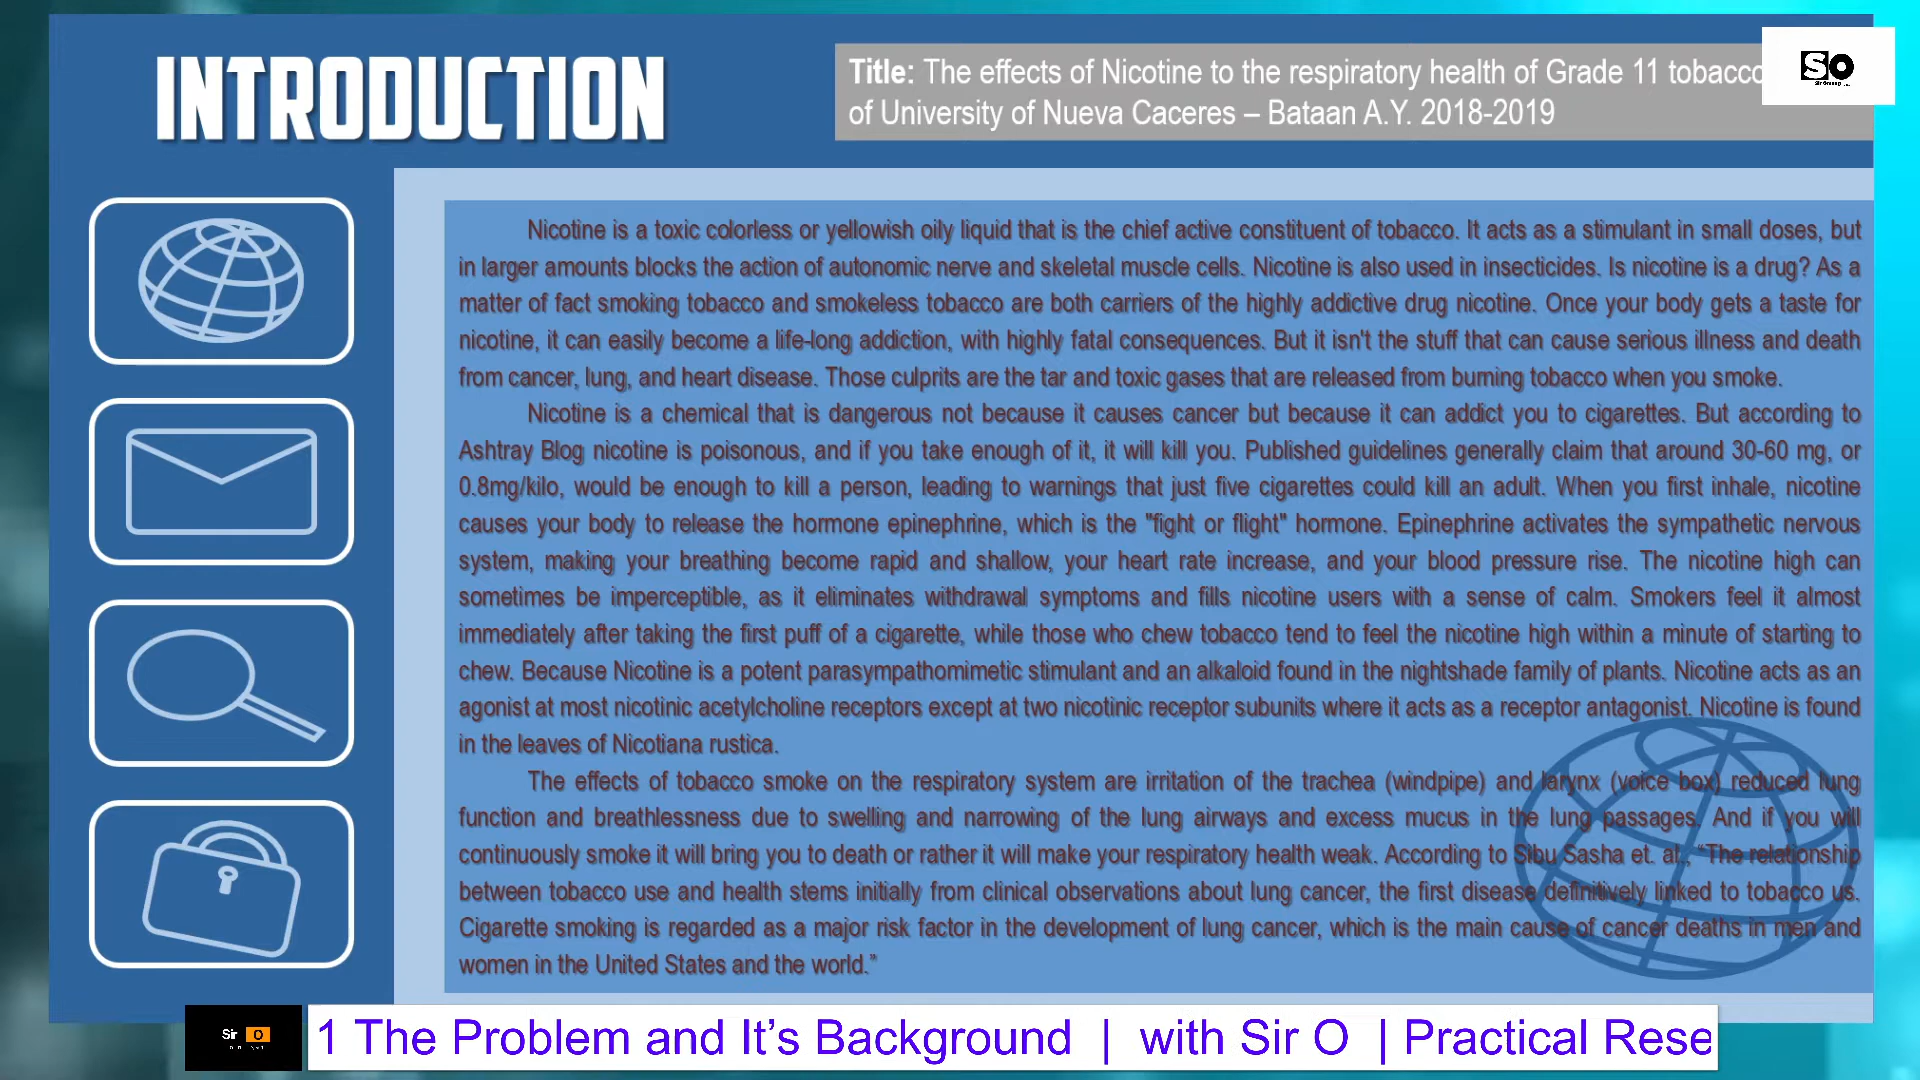 INTRODUCTION
Title: The effects of Nicotine to the respiratory health of Grade 11 tobacco
of University of Nueva Caceres – Bataan A.Y. 2018-2019
SO
Nicotine is a toxic colorless or yellowish oily liquid that is the chief active constituent of tobacco. It acts as a stimulant in small doses, but
in larger amounts blocks the action of autonomic nerve and skeletal muscle cells. Nicotine is also used in insecticides. Is nicotine is a drug? As a
matter of fact smoking tobacco and smokeless tobacco are both carriers of the highly addictive drug nicotine. Once your body gets a taste for
nicotine, it can easily become a life-long addiction, with highly fatal consequences. But it isn't the stuff that can cause serious illness and death
from cancer, lung, and heart disease. Those culprits are the tar and toxic gases that are released from burning tobacco when you smoke.
Nicotine is a chemical that is dangerous not because it causes cancer but because it can addict you to cigarettes. But according to
Ashtray Blog nicotine is poisonous, and if you take enough of it, it will kill you. Published guidelines generally claim that around 30-60 mg, or
0.8mg/kilo, would be enough to kill a person, leading to warnings that just five cigarettes could kill an adult. When you first inhale, nicotine
causes your body to release the hormone epinephrine, which is the "fight or flight" hormone. Epinephrine activates the sympathetic nervous
system, making your breathing become rapid and shallow, your heart rate increase, and your blood pressure rise. The nicotine high can
sometimes be imperceptible, as it eliminates withdrawal symptoms and fills nicotine users with a sense of calm. Smokers feel it almost
immediately after taking the first puff of a cigarette, while those who chew tobacco tend to feel the nicotine high within a minute of starting to
chew. Because Nicotine is a potent parasympathomimetic stimulant and an alkaloid found in the nightshade family of plants. Nicotine acts as an
agonist at most nicotinic acetylcholine receptors except at two nicotinic receptor subunits where it acts as a receptor antagonist. Nicotine is found
in the leaves of Nicotiana rustica.
The effects of tobacco smoke on the respiratory system are irritation of the trachea (windpipe) and larynx (voice box) reduced lung
function and breathlessness due to swelling and narrowing of the lung airways and excess mucus in the lung passages. And if you will
continuously smoke it will bring you to death or rather it will make your respiratory health weak. According to Sibu Sasha et. al., “The relationship
between tobacco use and health stems initially from clinical observations about lung cancer, the first disease definitively linked to tobacco us.
Cigarette smoking is regarded as a major risk factor in the development of lung cancer, which is the main cause of cancer deaths in men and
women in the United States and the world.”
Sir O
1 The Problem and It’s Background | with Sir O | Practical Rese